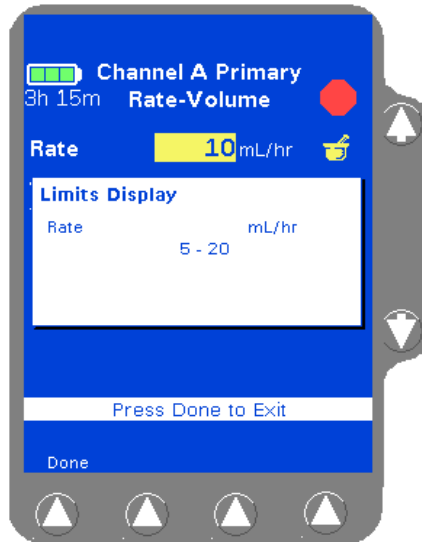 Channel A Primary
3h 15m Rate-Volume
Rate 10 mL/hr
Limits Display
Rate mL/hr
5 - 20
Press Done to Exit
Done